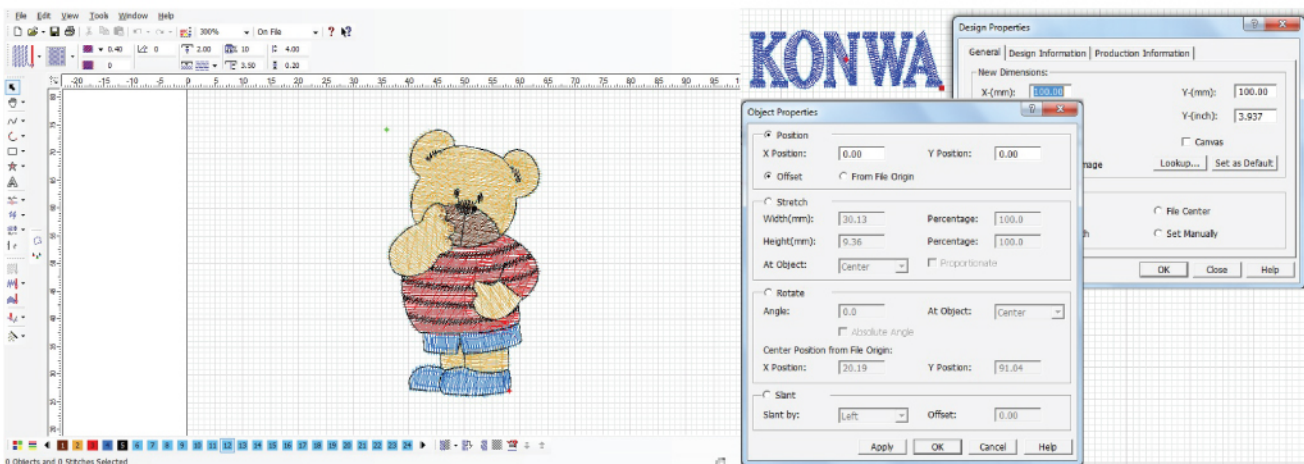 File Edit View Tools Window Help
300% On File
0.40 0 2.00 10 4.00
0 3.50 0.20
-20 -15 -10 -5 0 5 10 15 20 25 30 35 40 45 50 55 60 65 70 75 80 85 90 95
1 2 3 4 5 6 7 8 9 10 11 12 13 14 15 16 17 18 19 20 21 22 23 24
0 Objects and 0 Stitches Selected
KONWA
Design Properties
General Design Information Production Information
New Dimensions:
X-(mm): 100.00 Y-(mm): 100.00
Y-(inch): 3.937
Canvas
Lookup... Set as Default
File Center
Set Manually
OK Close Help
Object Properties
Position
X Position: 0.00 Y Position: 0.00
Offset From File Origin
Stretch
Width(mm): 30.13 Percentage: 100.0
Height(mm): 9.36 Percentage: 100.0
At Object: Center Proportionate
Rotate
Angle: 0.0 At Object: Center
Absolute Angle
Center Position from File Origin:
X Position: 20.19 Y Position: 91.04
Slant
Slant by: Left Offset: 0.00
Apply OK Cancel Help